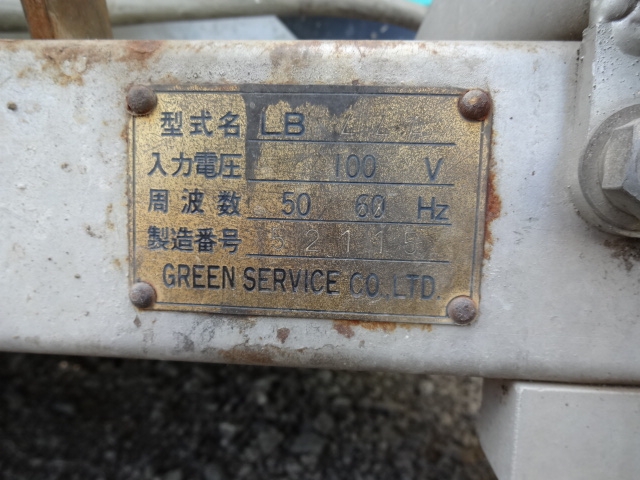 型式名 LB
入力電圧 100 V
周波数 50 60 Hz
製造番号 52115
GREEN SERVICE CO.,LTD.